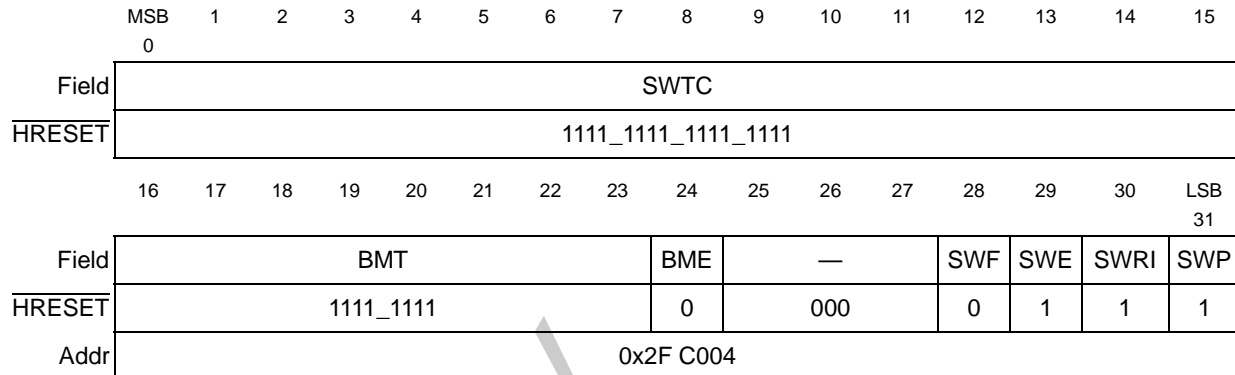 MSB 1 2 3 4 5 6 7 8 9 10 11 12 13 14 15
0
Field SWTC
HRESET 1111_1111_1111_1111
16 17 18 19 20 21 22 23 24 25 26 27 28 29 30 LSB
31
Field BMT BME — SWF SWE SWRI SWP
HRESET 1111_1111 0 000 0 1 1 1
Addr 0x2F C004